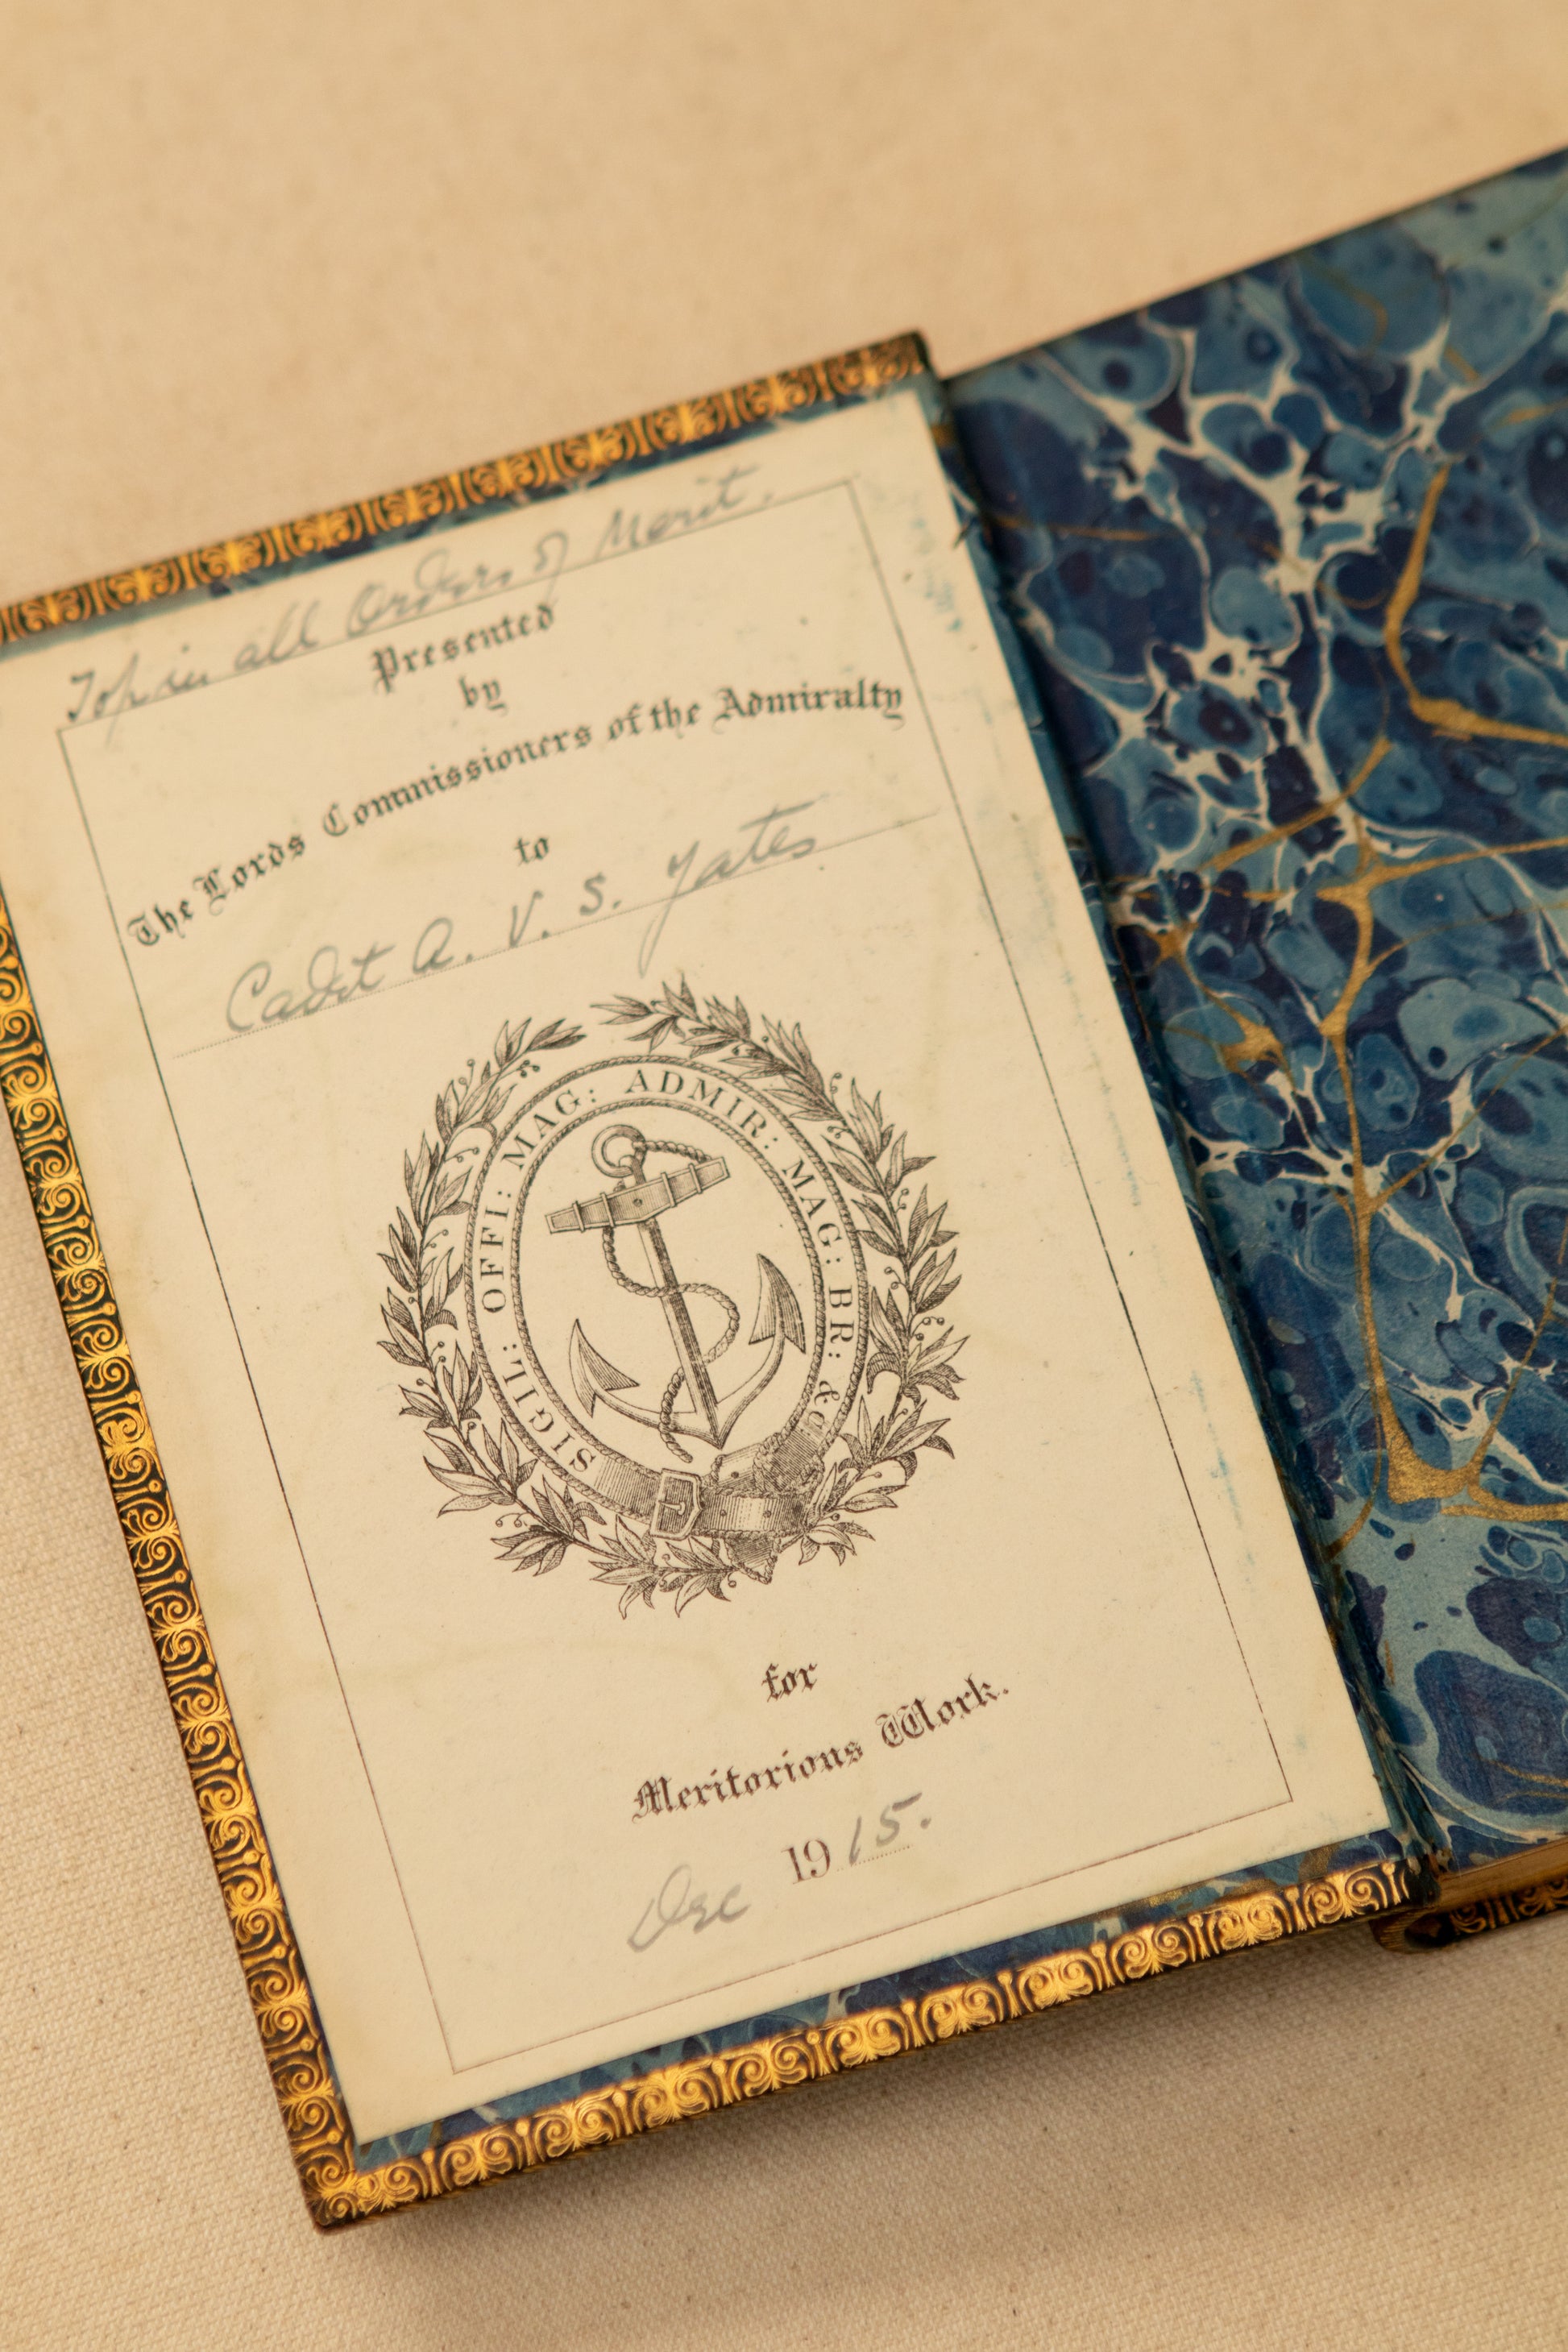 Top in all Orders of Merit.
Presented
by
The Lords Commissioners of the Admiralty
to
Cadet A. V. S. Yates
SIGIL: OFFI: MAG: ADMIR: MAG: BR: &c:
for
Meritorious Work.
Dec 1915.